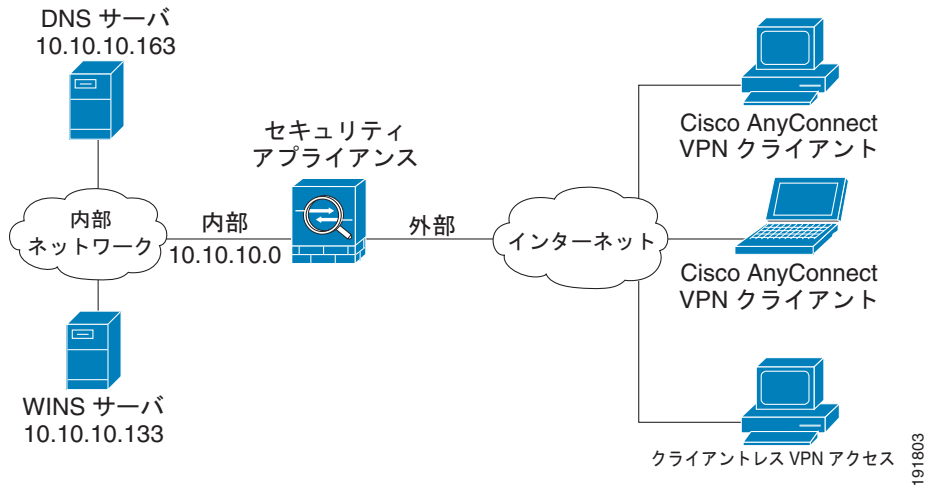 DNS サーバ
10.10.10.163
セキュリティ
アプライアンス
内部
ネットワーク
内部
10.10.10.0
外部
インターネット
Cisco AnyConnect
VPN クライアント
Cisco AnyConnect
VPN クライアント
WINS サーバ
10.10.10.133
クライアントレス VPN アクセス
191803